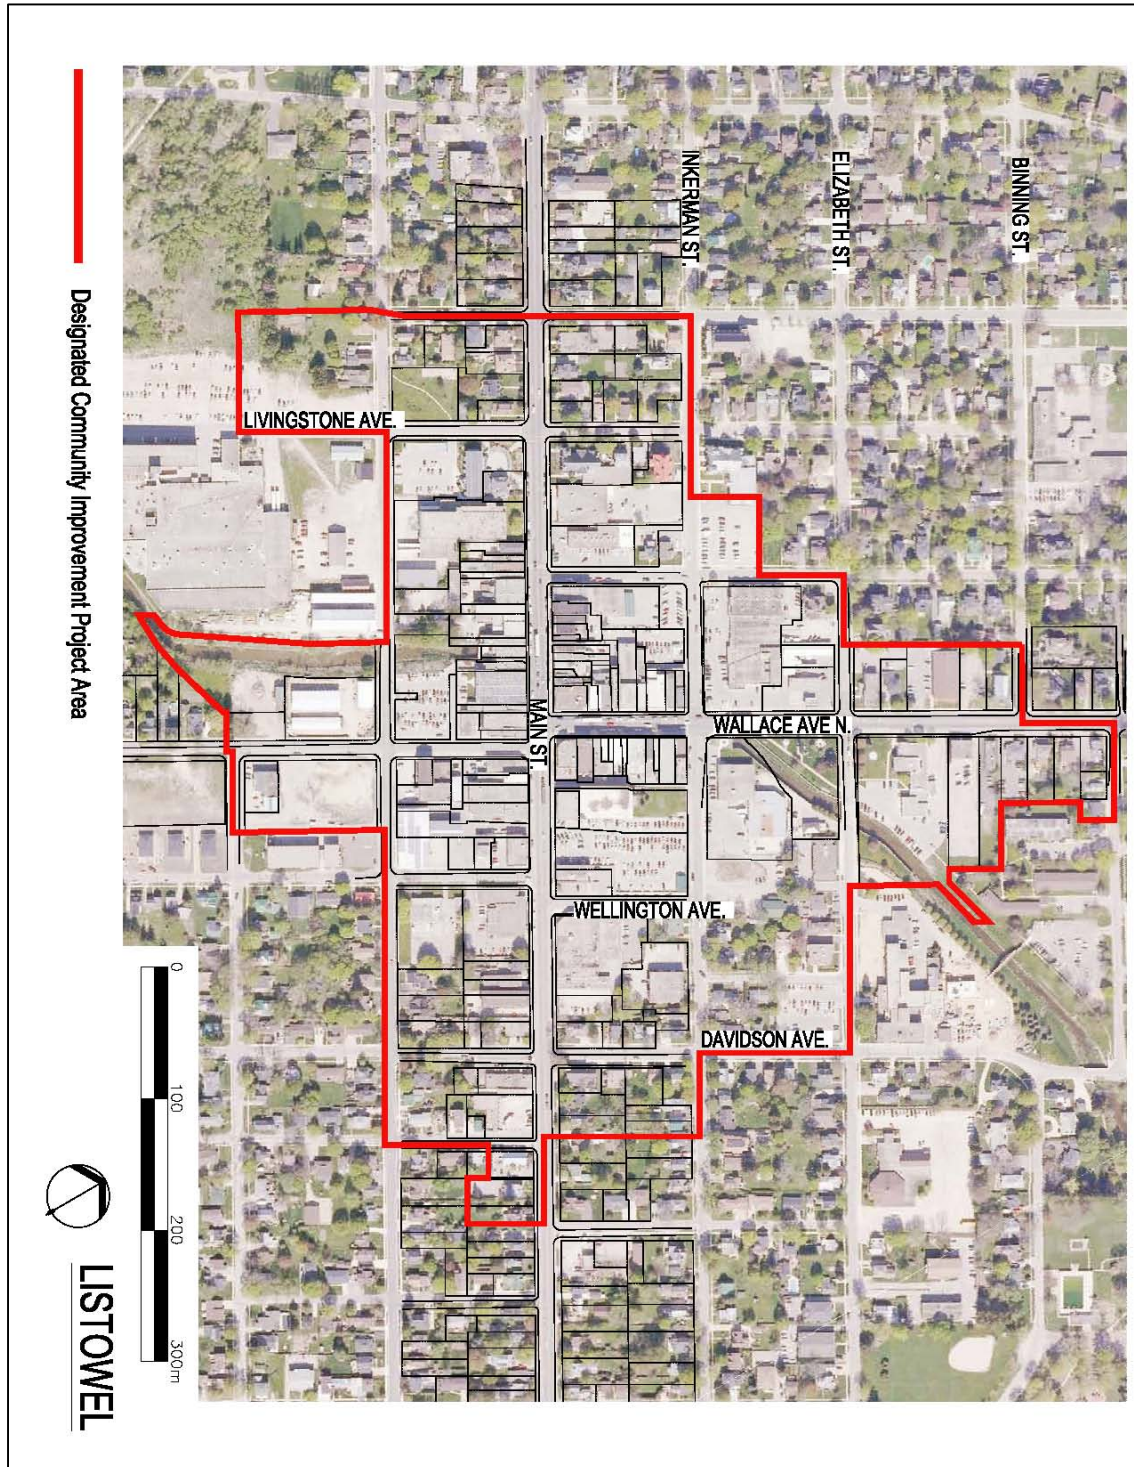 BINNING ST.
ELIZABETH ST.
INKERMAN ST.
WALLACE AVE N.
DAVIDSON AVE.
MAIN ST.
WELLINGTON AVE.
LIVINGSTONE AVE.
Designated Community Improvement Project Area
0
100
200
300m
LISTOWEL